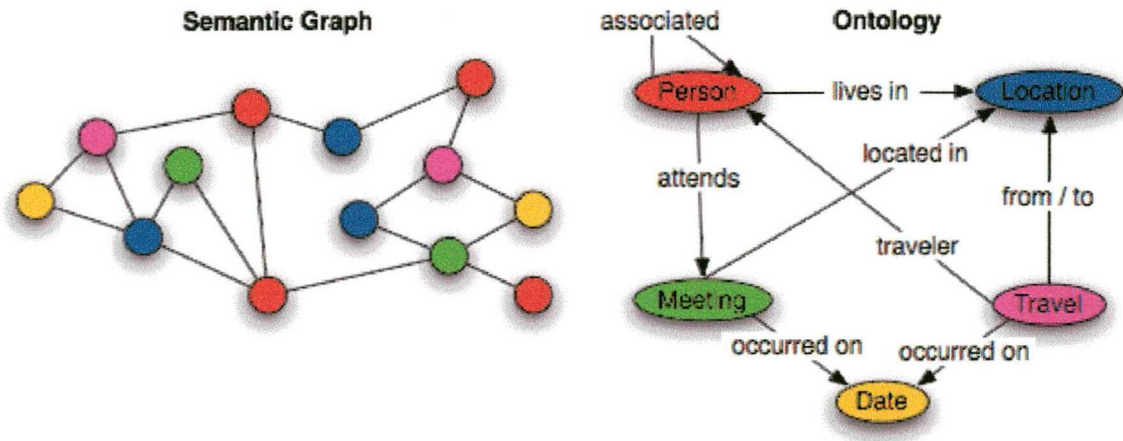 Semantic Graph
associated
Ontology
Person
lives in
Location
located in
attends
from / to
traveler
Meeting
Travel
occurred on
occurred on
Date